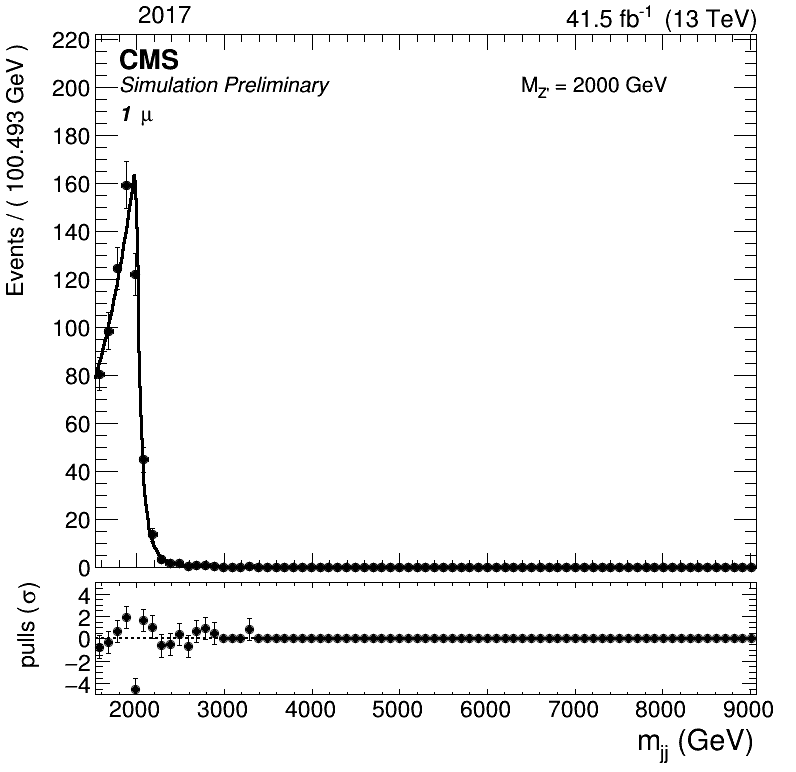 2017 41.5 fb-1 (13 TeV)
CMS
Simulation Preliminary
MZ' = 2000 GeV
1 μ
Events / ( 100.493 GeV )
220
200
180
160
140
120
100
80
60
40
20
0
pulls (σ)
4
2
0
−2
−4
2000 3000 4000 5000 6000 7000 8000 9000
mjj (GeV)